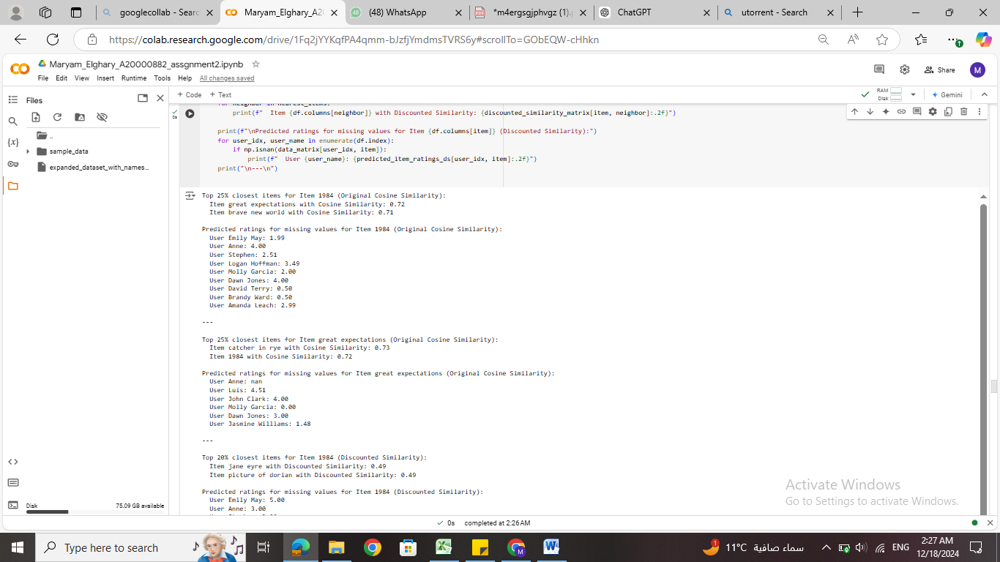 googlecollab - Searc
Maryam_Elghary_A2
(48) WhatsApp
*m4ergsgjphvgz (1).
ChatGPT
utorrent - Search
https://colab.research.google.com/drive/1Fq2jYYKqfPA4qmm-bJzfjYmdmsTVRS6y#scrollTo=GObEQW-cHhkn
Maryam_Elghary_A20000882_assgnment2.ipynb
Share
M
File Edit View Insert Runtime Tools Help All changes saved
Files
+ Code + Text
RAM
Disk
Gemini
..
sample_data
expanded_dataset_with_names...
0s
for neighbor in nearest_items:
print(f"  Item {df.columns[neighbor]} with Discounted Similarity: {discounted_similarity_matrix[item, neighbor]:.2f}")
print(f"\nPredicted ratings for missing values for Item {df.columns[item]} (Discounted Similarity):")
for user_idx, user_name in enumerate(df.index):
if np.isnan(data_matrix[user_idx, item]):
print(f"  User {user_name}: {predicted_item_ratings_ds[user_idx, item]:.2f}")
print("\n---\n")
Top 25% closest items for Item 1984 (Original Cosine Similarity):
Item great expectations with Cosine Similarity: 0.72
Item brave new world with Cosine Similarity: 0.71
Predicted ratings for missing values for Item 1984 (Original Cosine Similarity):
User Emily May: 1.99
User Anne: 4.00
User Stephen: 2.51
User Logan Hoffman: 3.49
User Molly Garcia: 2.00
User Dawn Jones: 4.00
User David Terry: 0.50
User Brandy Ward: 0.50
User Amanda Leach: 2.99
---
Top 25% closest items for Item great expectations (Original Cosine Similarity):
Item catcher in rye with Cosine Similarity: 0.73
Item 1984 with Cosine Similarity: 0.72
Predicted ratings for missing values for Item great expectations (Original Cosine Similarity):
User Anne: nan
User Luis: 4.51
User John Clark: 4.00
User Molly Garcia: 0.00
User Dawn Jones: 3.00
User Jasmine Williams: 1.48
---
Top 20% closest items for Item 1984 (Discounted Similarity):
Item jane eyre with Discounted Similarity: 0.49
Item picture of dorian with Discounted Similarity: 0.49
Predicted ratings for missing values for Item 1984 (Discounted Similarity):
User Emily May: 5.00
User Anne: 3.00
Activate Windows
Go to Settings to activate Windows.
Disk
75.09 GB available
0s completed at 2:26 AM
Type here to search
11°C سماء صافية
ENG
2:27 AM
12/18/2024